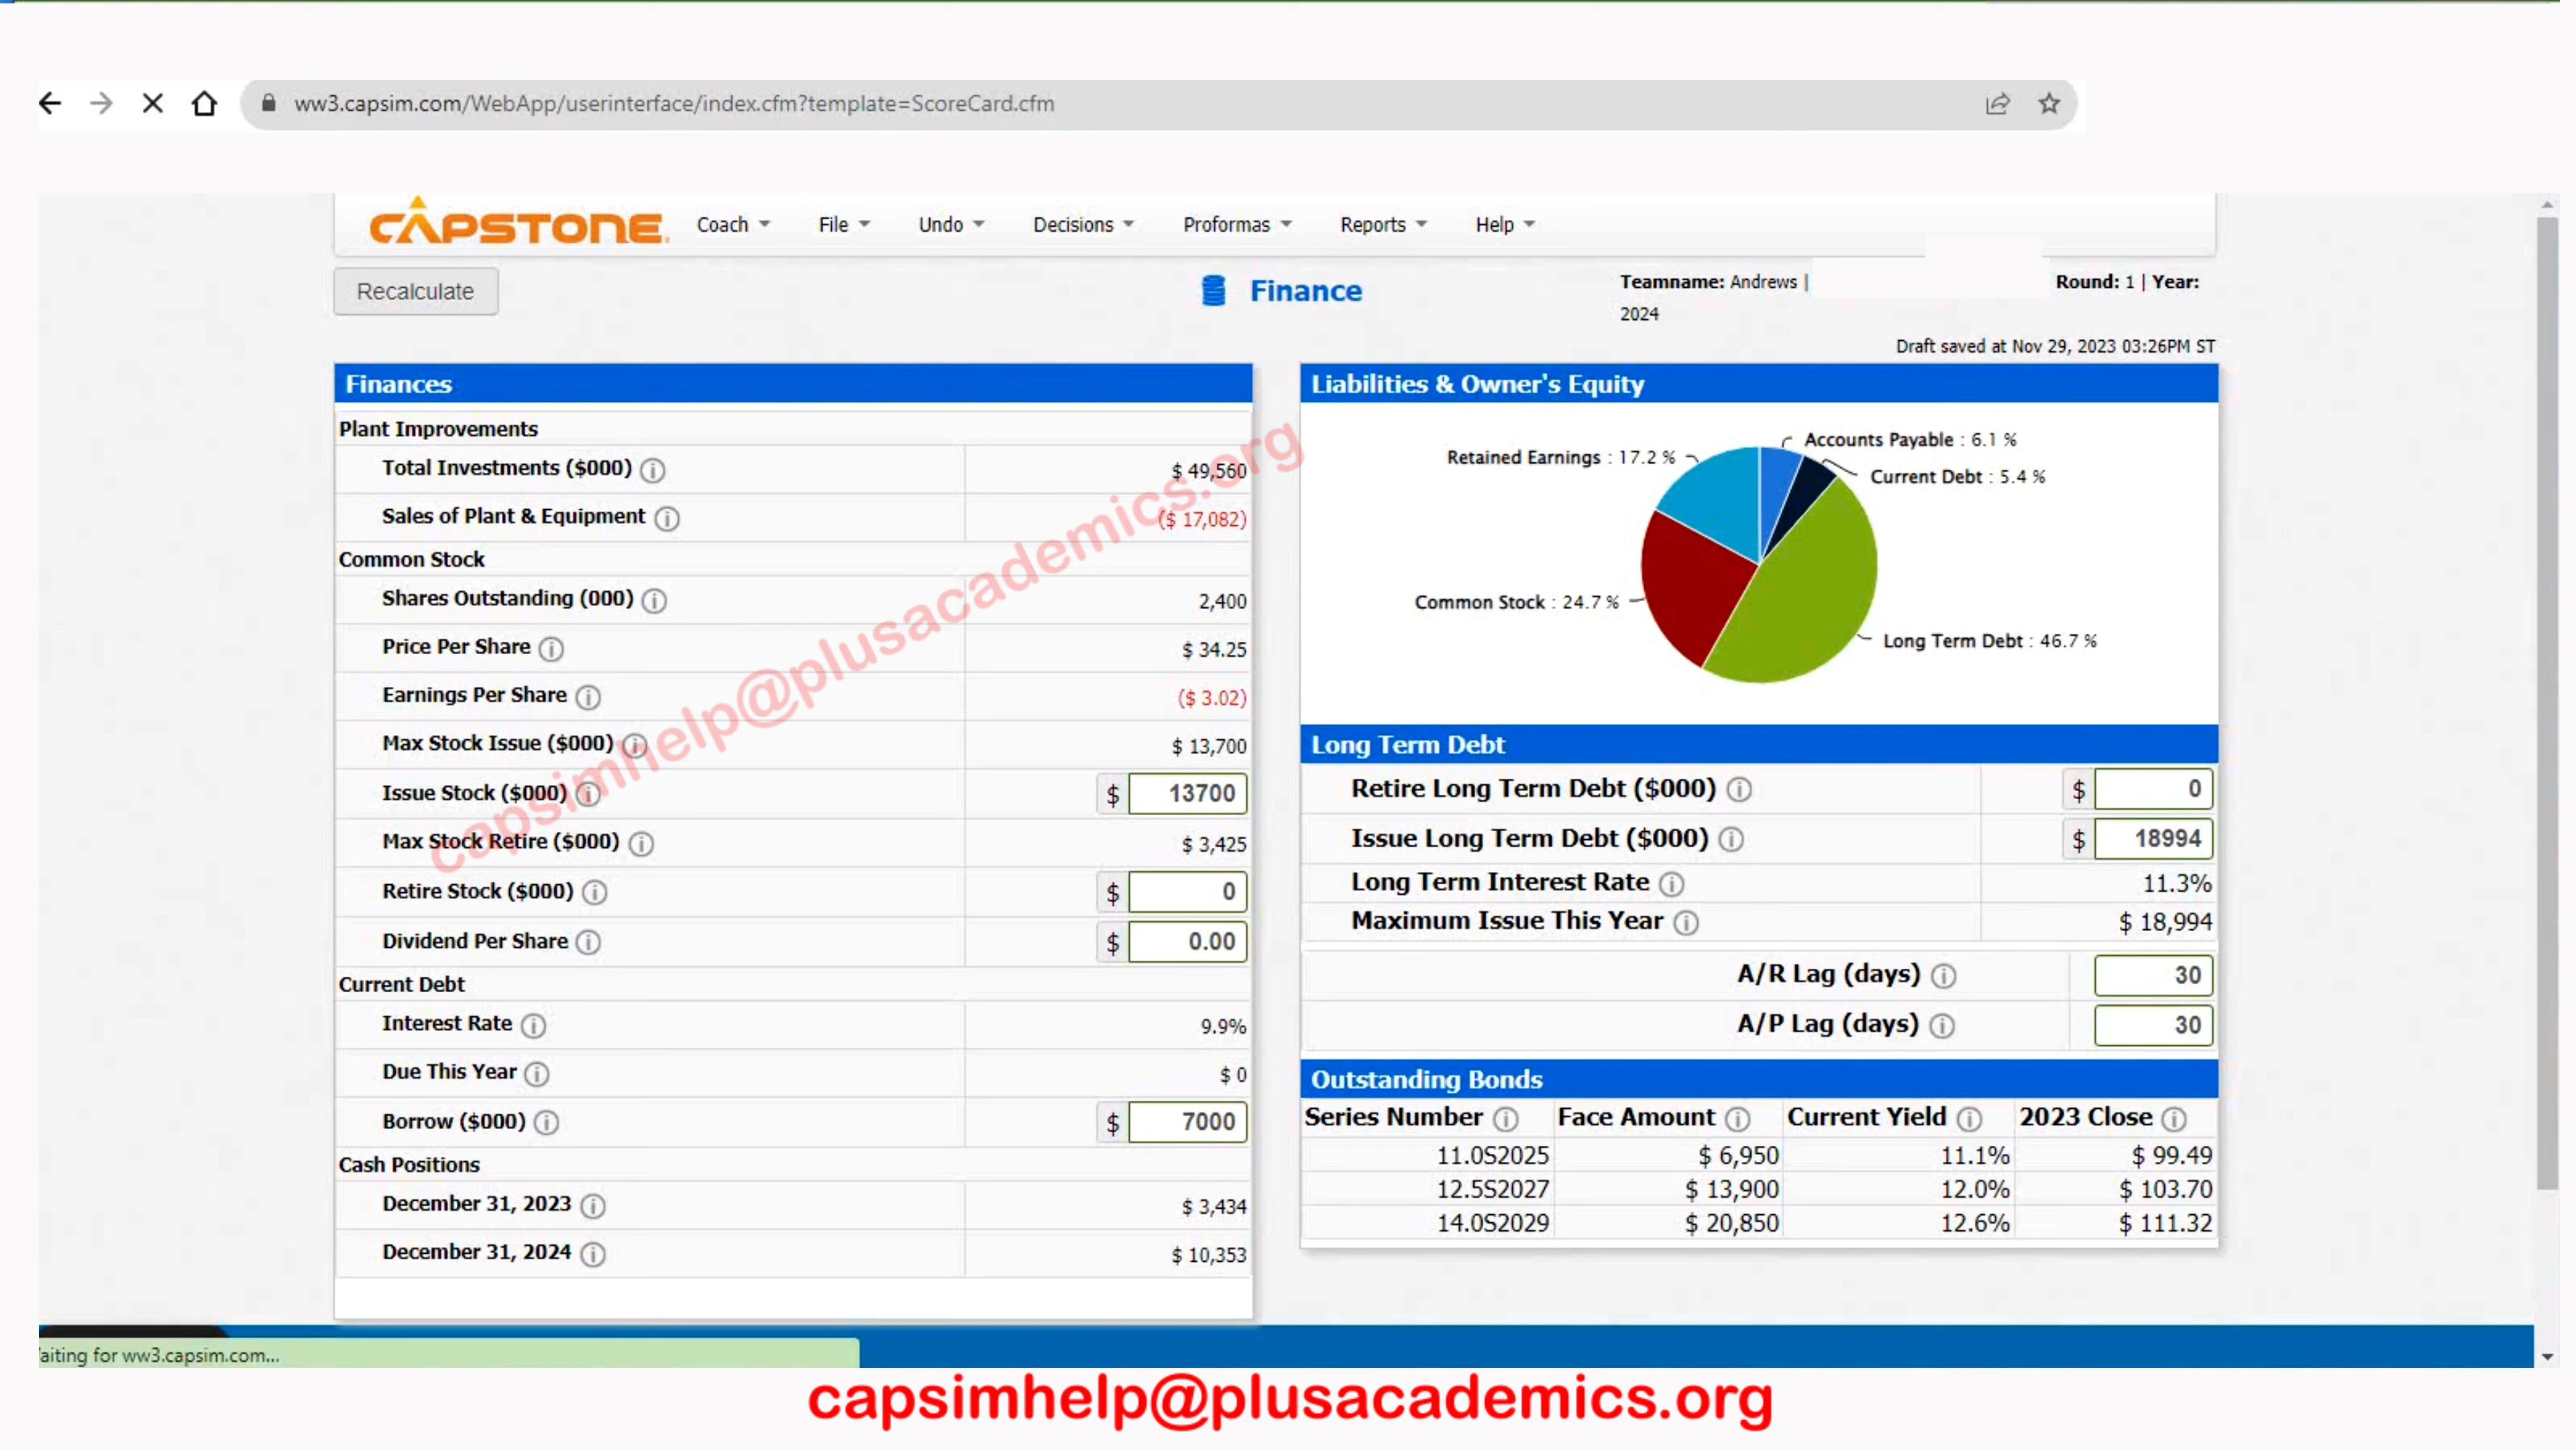 ww3.capsim.com/WebApp/userinterface/index.cfm?template=ScoreCard.cfm
CAPSTONE Coach File Undo Decisions Proformas Reports Help
Recalculate
Finance
Teamname: Andrews | Round: 1 | Year:
2024
Draft saved at Nov 29, 2023 03:26PM ST
Finances
Plant Improvements
Total Investments ($000) $ 49,560
Sales of Plant & Equipment ($ 17,082)
Common Stock
Shares Outstanding (000) 2,400
Price Per Share $ 34.25
Earnings Per Share ($ 3.02)
Max Stock Issue ($000) $ 13,700
Issue Stock ($000) $ 13700
Max Stock Retire ($000) $ 3,425
Retire Stock ($000) $ 0
Dividend Per Share $ 0.00
Current Debt
Interest Rate 9.9%
Due This Year $ 0
Borrow ($000) $ 7000
Cash Positions
December 31, 2023 $ 3,434
December 31, 2024 $ 10,353
Liabilities & Owner's Equity
Accounts Payable : 6.1 %
Retained Earnings : 17.2 %
Current Debt : 5.4 %
Common Stock : 24.7 %
Long Term Debt : 46.7 %
Long Term Debt
Retire Long Term Debt ($000) $ 0
Issue Long Term Debt ($000) $ 18994
Long Term Interest Rate 11.3%
Maximum Issue This Year $ 18,994
A/R Lag (days) 30
A/P Lag (days) 30
Outstanding Bonds
Series Number Face Amount Current Yield 2023 Close
11.0S2025 $ 6,950 11.1% $ 99.49
12.5S2027 $ 13,900 12.0% $ 103.70
14.0S2029 $ 20,850 12.6% $ 111.32
capsimhelp@plusacademics.org
aiting for ww3.capsim.com...
capsimhelp@plusacademics.org